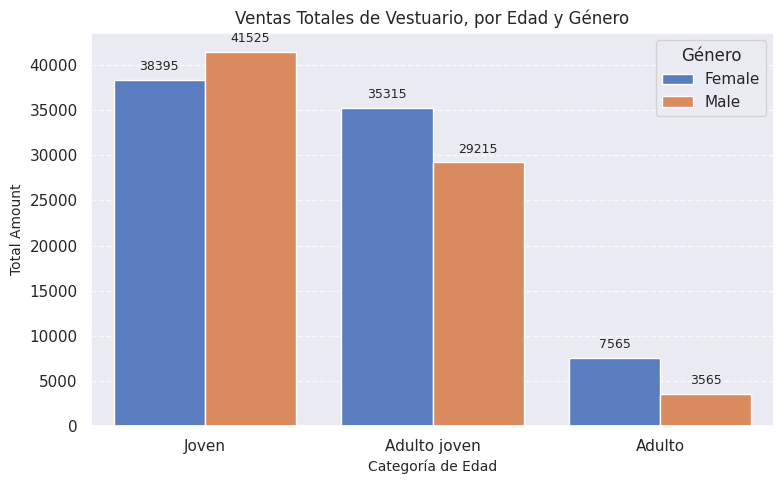 Ventas Totales de Vestuario, por Edad y Género
Género
Female
Male
38395
41525
35315
29215
7565
3565
40000
35000
30000
25000
20000
15000
10000
5000
0
Total Amount
Joven
Adulto joven
Adulto
Categoría de Edad